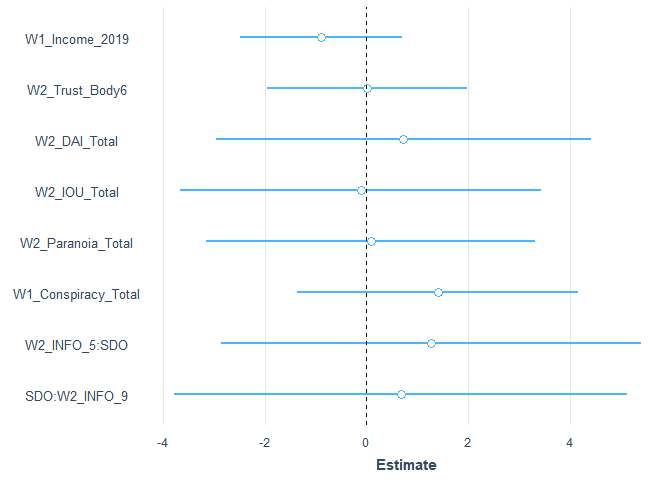 W1_Income_2019
W2_Trust_Body6
W2_DAI_Total
W2_IOU_Total
W2_Paranoia_Total
W1_Conspiracy_Total
W2_INFO_5:SDO
SDO:W2_INFO_9
-4 -2 0 2 4
Estimate